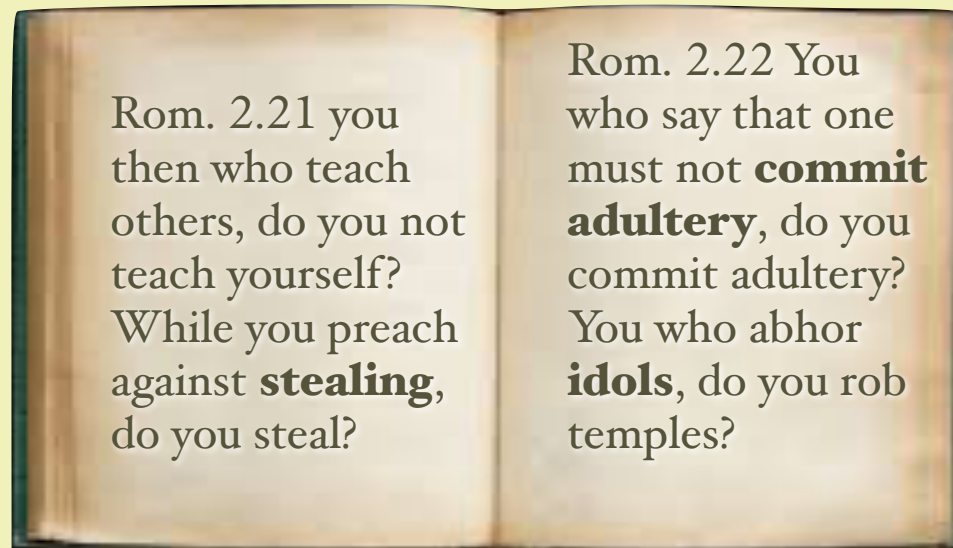 Rom. 2.21 you
then who teach
others, do you not
teach yourself?
While you preach
against stealing,
do you steal?
Rom. 2.22 You
who say that one
must not commit
adultery, do you
commit adultery?
You who abhor
idols, do you rob
temples?